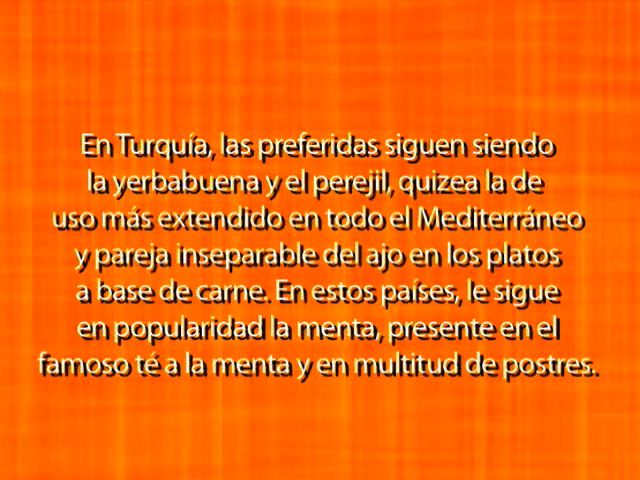 En Turquía, las preferidas siguen siendo
la yerbabuena y el perejil, quizea la de
uso más extendido en todo el Mediterráneo
y pareja inseparable del ajo en los platos
a base de carne. En estos países, le sigue
en popularidad la menta, presente en el
famoso té a la menta y en multitud de postres.